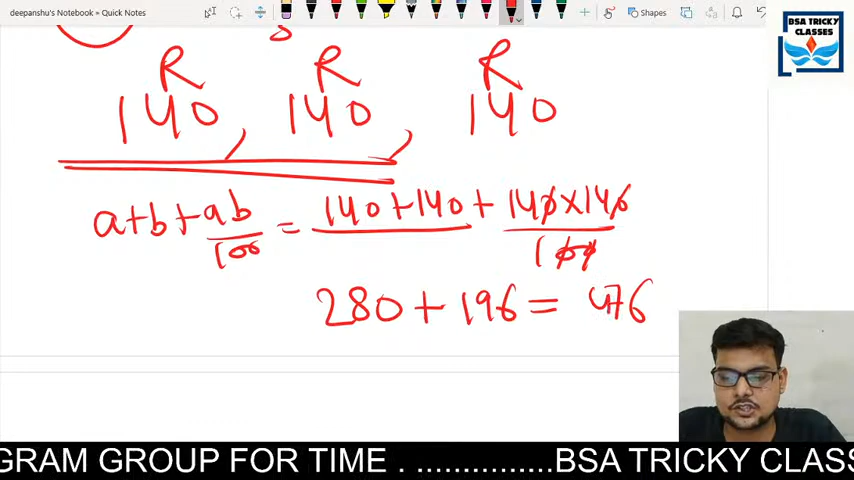 deepanshu's Notebook » Quick Notes
Shapes
BSA TRICKY
CLASSES
R R R
140, 140, 140
a+b+ab/100 = 140+140 + 140×140/100
280+196 = 476
GRAM GROUP FOR TIME . ...............BSA TRICKY CLASS